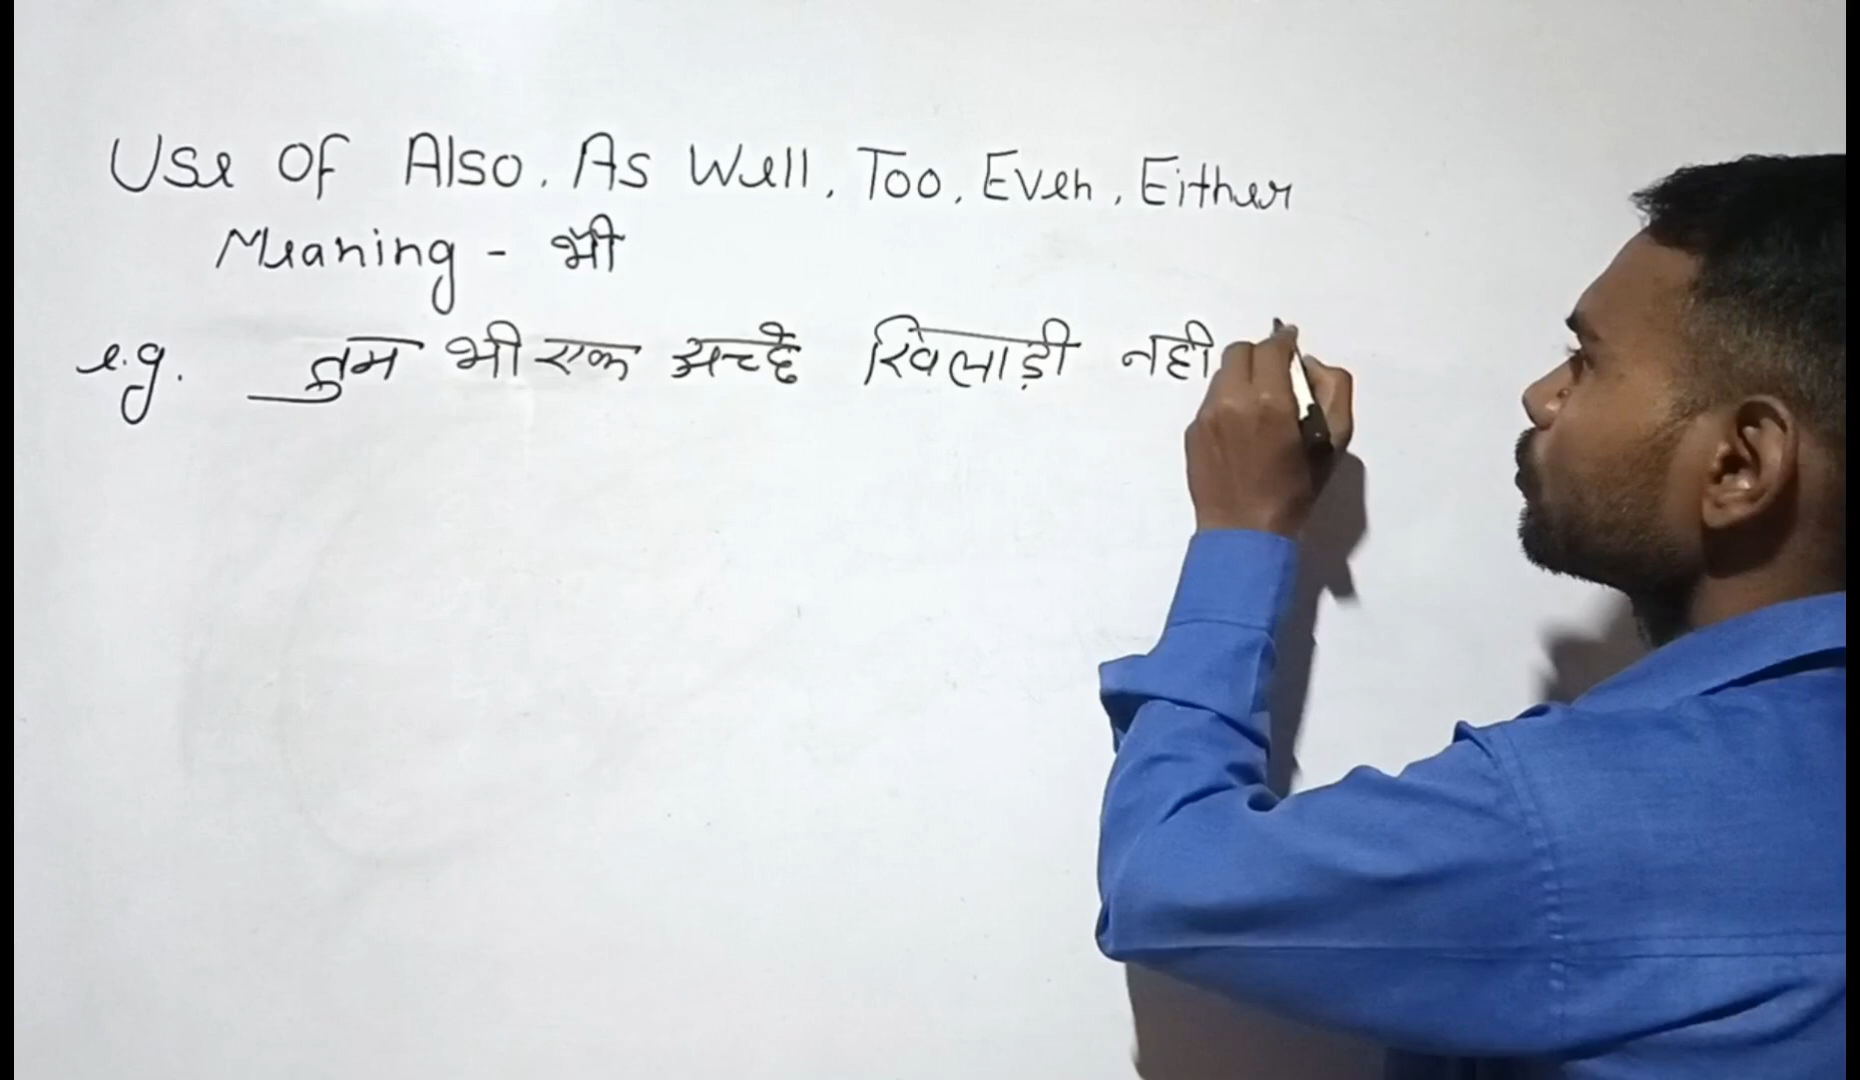 Use Of Also, As Well, Too, Even, Either
Meaning - भी
e.g. तुम भी एक अच्छे खिलाड़ी नही